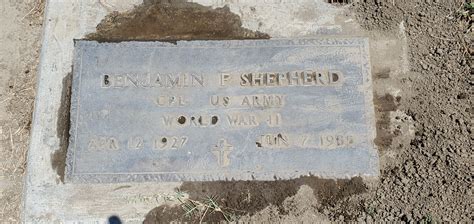 BENJAMIN F SHEPHERD
CPL US ARMY
WORLD WAR II
APR 12 1927 JUN 7